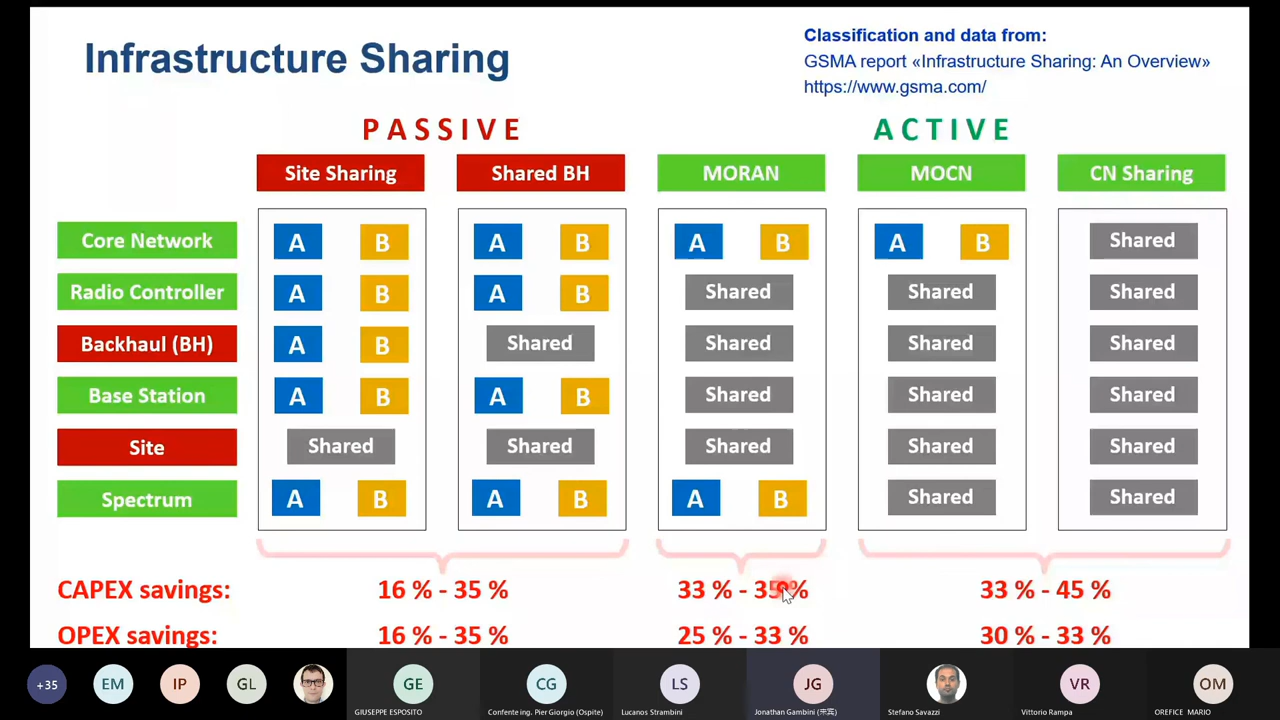 Infrastructure Sharing
Classification and data from:
GSMA report «Infrastructure Sharing: An Overview»
https://www.gsma.com/
PASSIVE
ACTIVE
Site Sharing
Shared BH
MORAN
MOCN
CN Sharing
Core Network
A B A B A B A B Shared
Radio Controller
A B A B Shared Shared Shared
Backhaul (BH)
A B Shared Shared Shared Shared
Base Station
A B A B Shared Shared Shared
Site
Shared Shared Shared Shared Shared
Spectrum
A B A B A B Shared Shared
CAPEX savings: 16 % - 35 % 33 % - 35 % 33 % - 45 %
OPEX savings: 16 % - 35 % 25 % - 33 % 30 % - 33 %
+35
EM
IP
GL
GE
CG
LS
JG
VR
OM
GIUSEPPE ESPOSITO
Confente ing. Pier Giorgio (Ospite)
Lucanos Strambini
Jonathan Gambini (来宾)
Stefano Savazzi
Vittorio Rampa
OREFICE MARIO